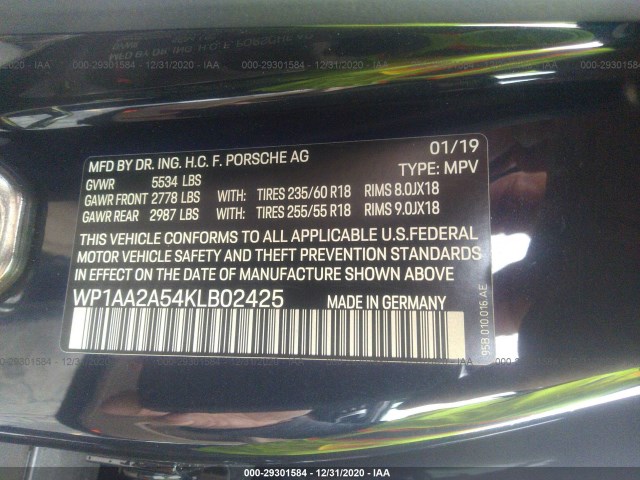 000-29301584 / 12/31/2020 - IAA
MFD BY DR. ING. H.C. F. PORSCHE AG 01/19
GVWR 5534 LBS TYPE: MPV
GAWR FRONT 2778 LBS WITH: TIRES 235/60 R18 RIMS 8.0JX18
GAWR REAR 2987 LBS WITH: TIRES 255/55 R18 RIMS 9.0JX18
THIS VEHICLE CONFORMS TO ALL APPLICABLE U.S.FEDERAL
MOTOR VEHICLE SAFETY AND THEFT PREVENTION STANDARDS
IN EFFECT ON THE DATE OF MANUFACTURE SHOWN ABOVE
WP1AA2A54KLB02425 MADE IN GERMANY
95B 010 016 AE
000-29301584 / 12/31/2020 - IAA